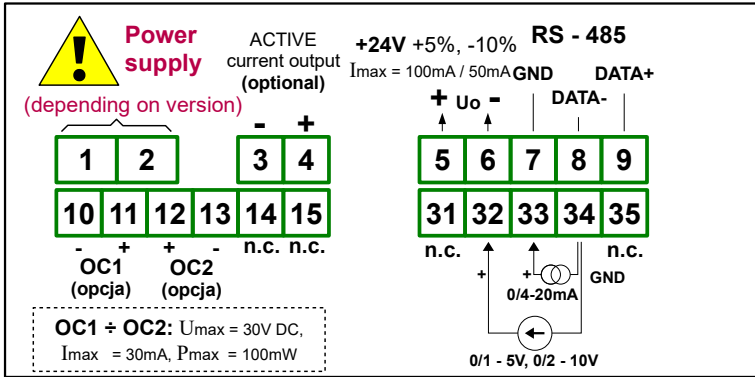 Power supply
(depending on version)
ACTIVE
current output
(optional)
- +
+24V +5%, -10%
Imax = 100mA / 50mA
+ Uo -
RS - 485
GND DATA+
DATA-
1 2 3 4 5 6 7 8 9
10 11 12 13 14 15 31 32 33 34 35
- + + - n.c. n.c. n.c. n.c.
OC1
(opcja)
OC2
(opcja)
+ + GND
0/4-20mA
0/1 - 5V, 0/2 - 10V
OC1 ÷ OC2: Umax = 30V DC,
Imax = 30mA, Pmax = 100mW